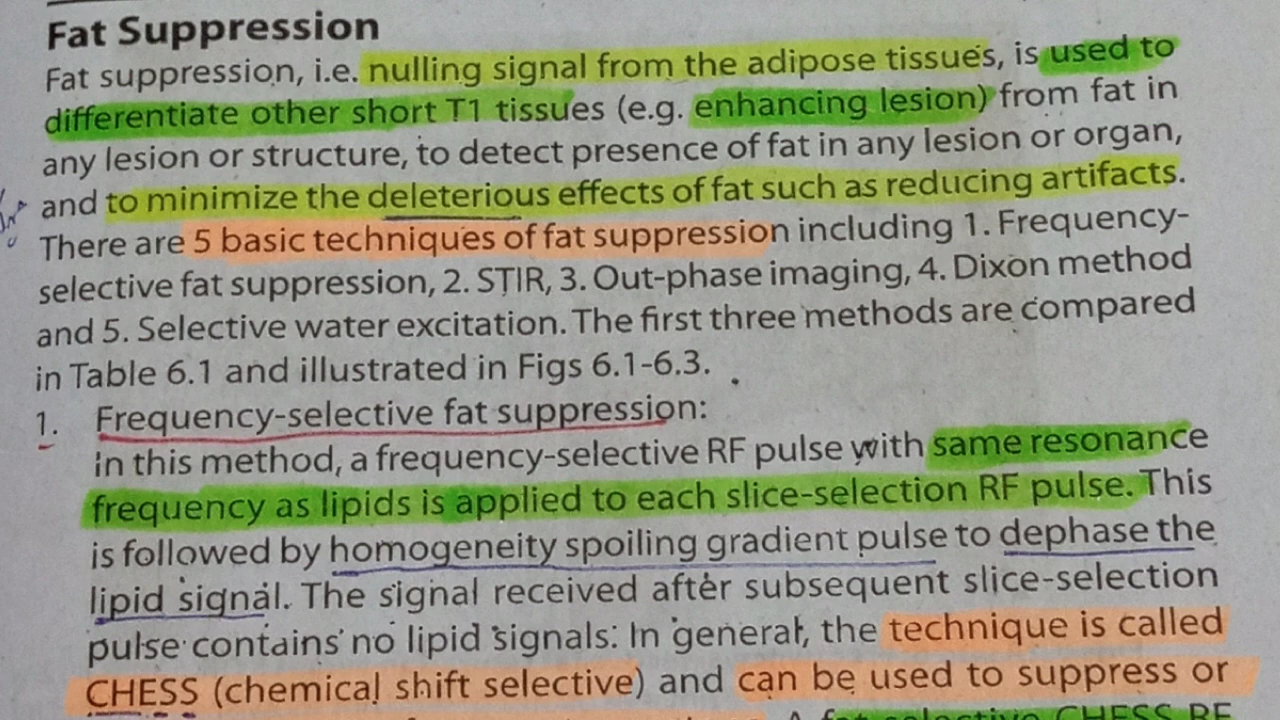 Fat Suppression
Fat suppression, i.e. nulling signal from the adipose tissues, is used to
differentiate other short T1 tissues (e.g. enhancing lesion) from fat in
any lesion or structure, to detect presence of fat in any lesion or organ,
and to minimize the deleterious effects of fat such as reducing artifacts.
There are 5 basic techniques of fat suppression including 1. Frequency-
selective fat suppression, 2. STIR, 3. Out-phase imaging, 4. Dixon method
and 5. Selective water excitation. The first three methods are compared
in Table 6.1 and illustrated in Figs 6.1-6.3.
1. Frequency-selective fat suppression:
In this method, a frequency-selective RF pulse with same resonance
frequency as lipids is applied to each slice-selection RF pulse. This
is followed by homogeneity spoiling gradient pulse to dephase the
lipid signal. The signal received after subsequent slice-selection
pulse contains no lipid signals. In general, the technique is called
CHESS (chemical shift selective) and can be used to suppress or
A fat selective CHESS RF